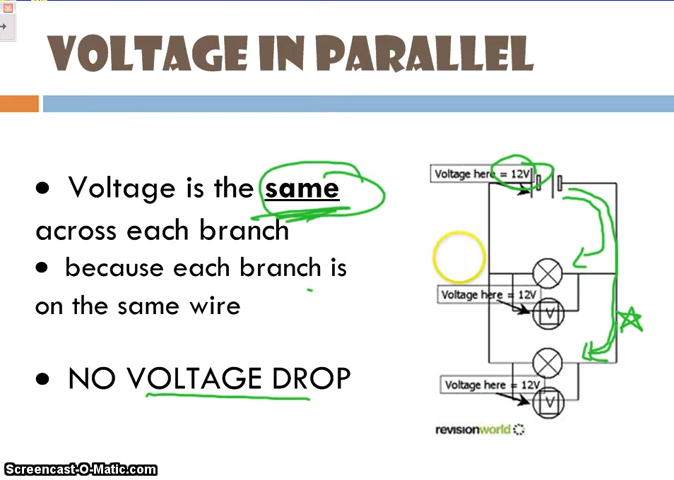 VOLTAGE IN PARALLEL
• Voltage is the same
across each branch
• because each branch is
on the same wire
• NO VOLTAGE DROP
Voltage here = 12V
Voltage here = 12V
V
Voltage here = 12V
V
revisionworld
Screencast-O-Matic.com